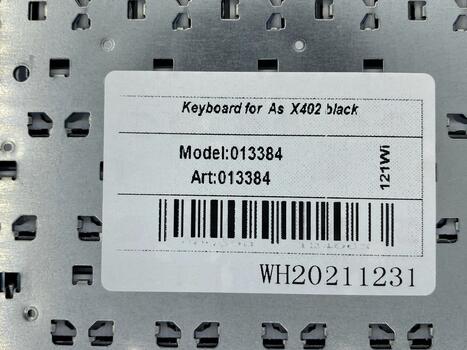 Keyboard for As X402 black
Model:013384
Art:013384
121Wi
WH20211231